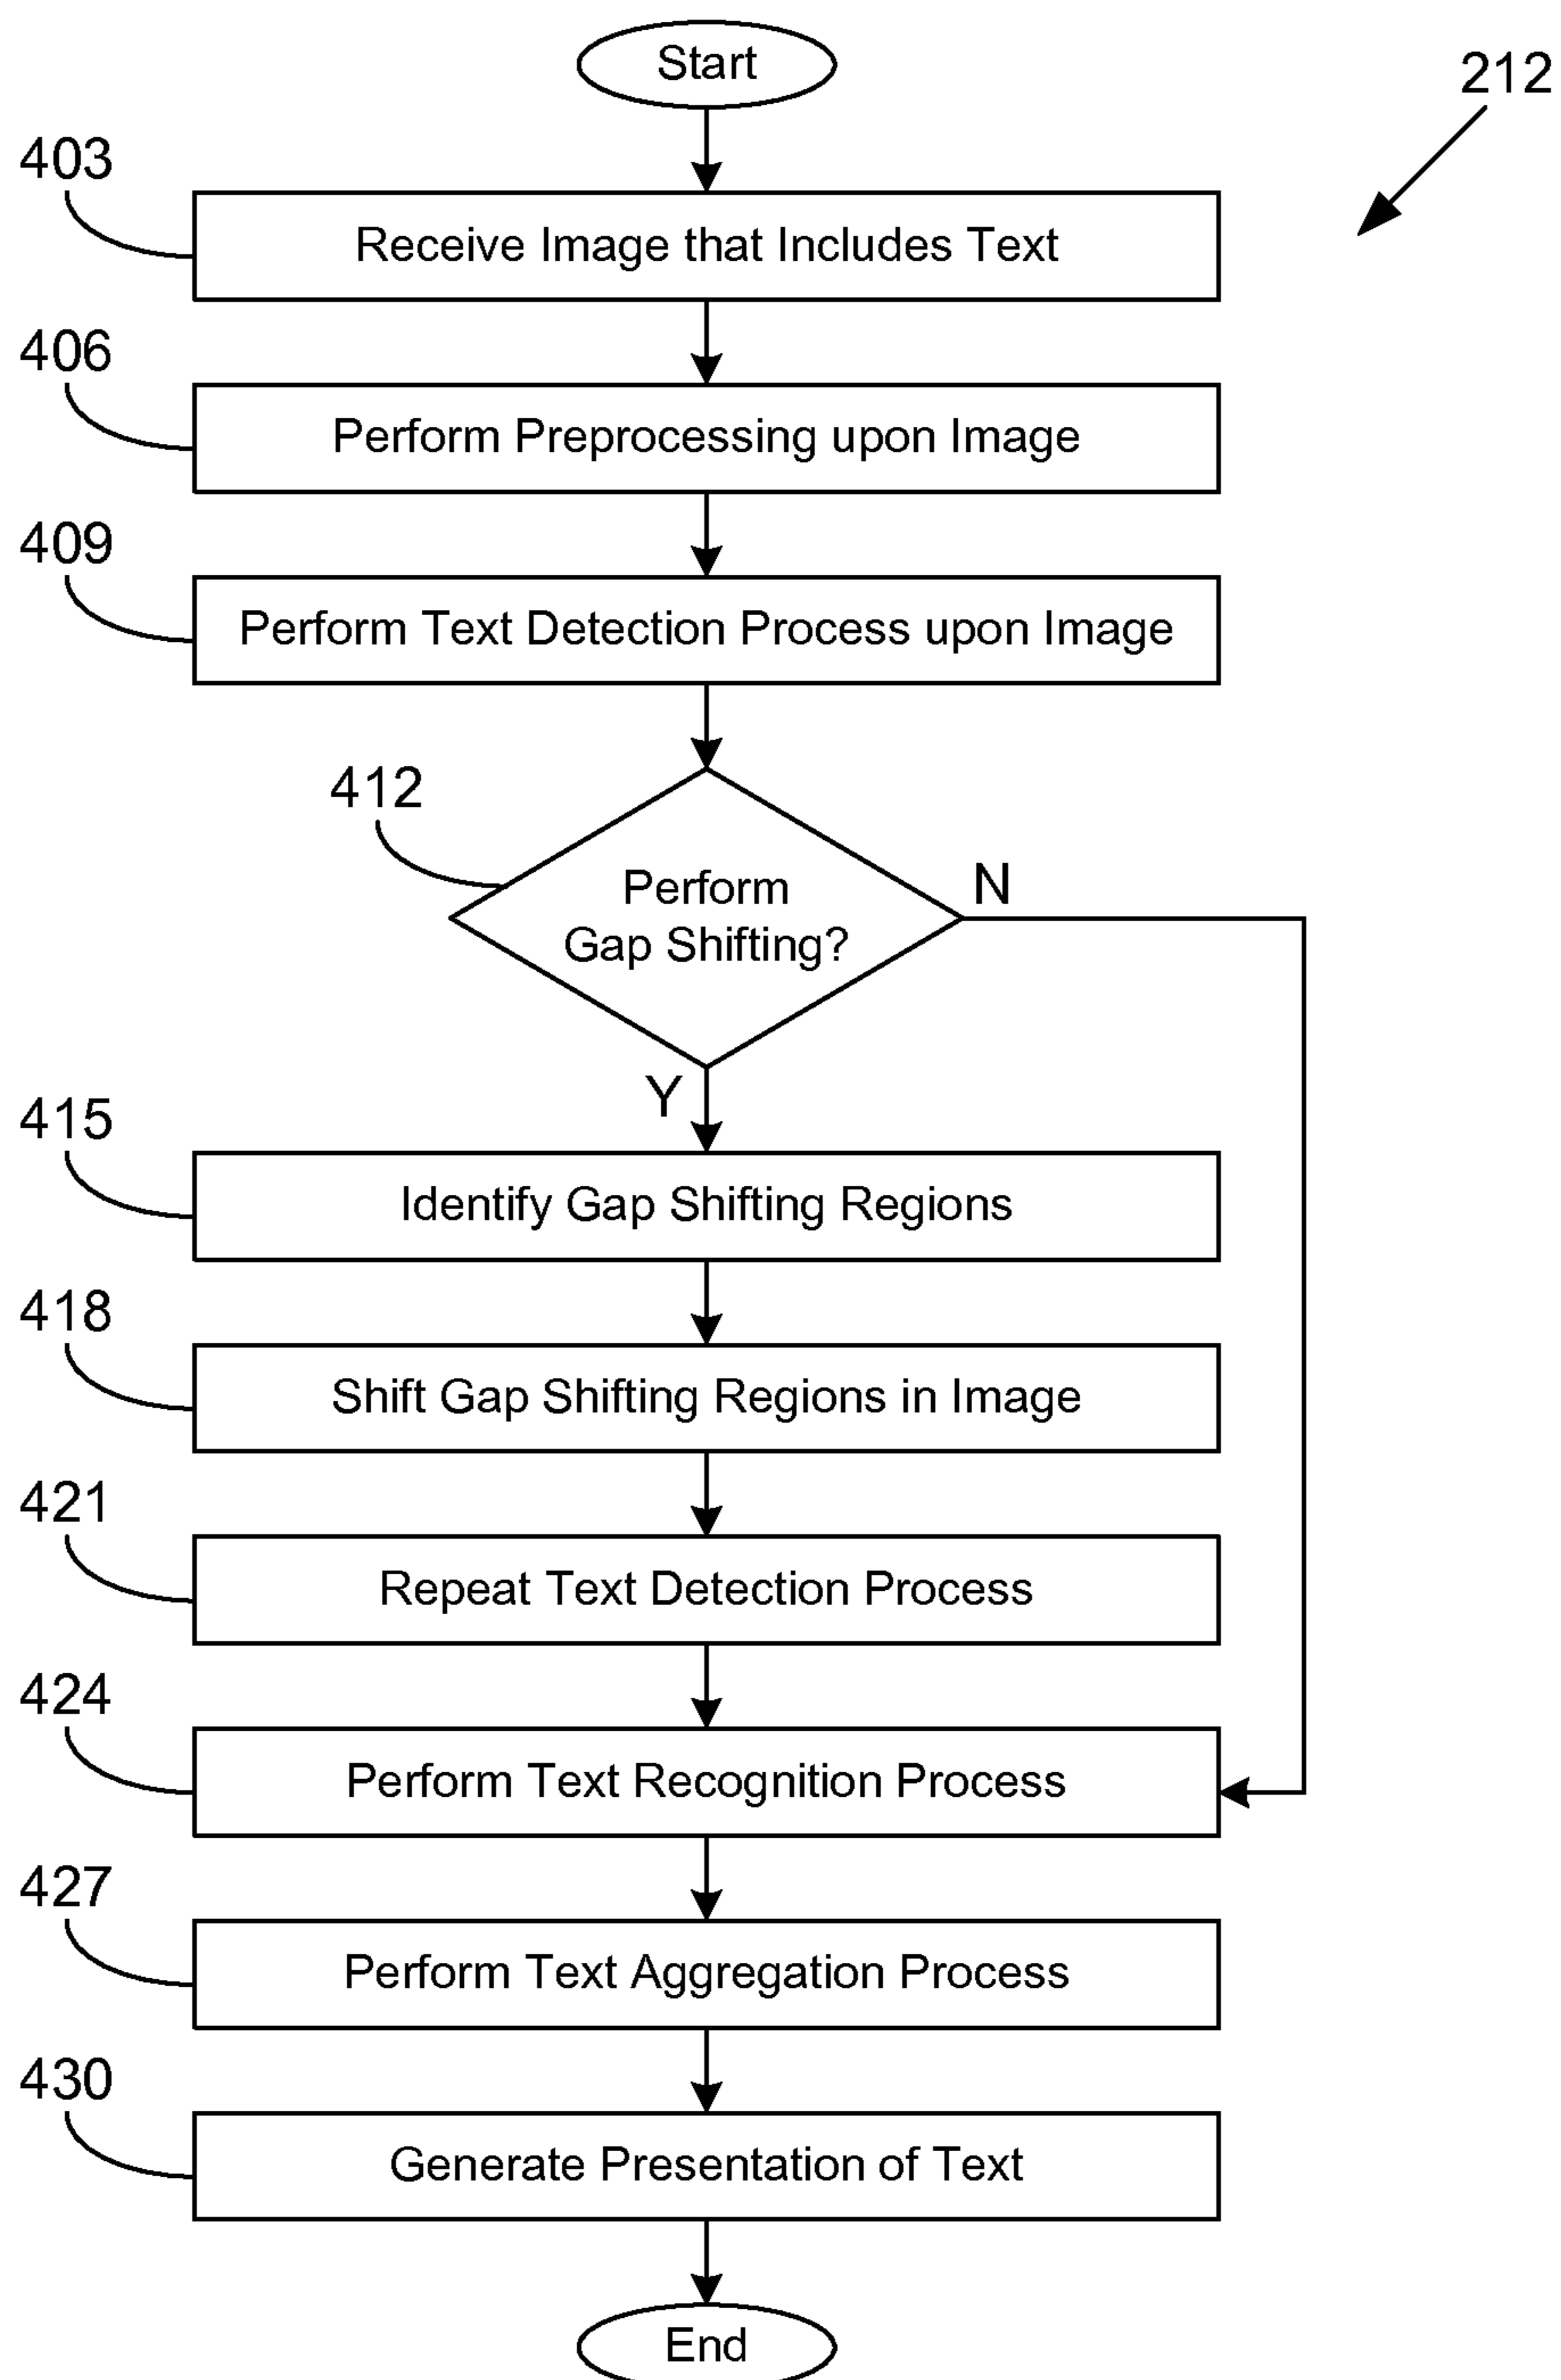 Start
212
403
Receive Image that Includes Text
406
Perform Preprocessing upon Image
409
Perform Text Detection Process upon Image
412
Perform
Gap Shifting?
N
Y
415
Identify Gap Shifting Regions
418
Shift Gap Shifting Regions in Image
421
Repeat Text Detection Process
424
Perform Text Recognition Process
427
Perform Text Aggregation Process
430
Generate Presentation of Text
End